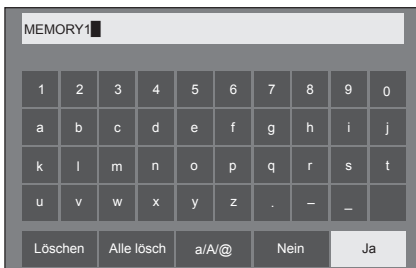 MEMORY1
1 2 3 4 5 6 7 8 9 0
a b c d e f g h i j
k l m n o p q r s t
u v w x y z . – _
Löschen Alle lösch a/A/@ Nein Ja